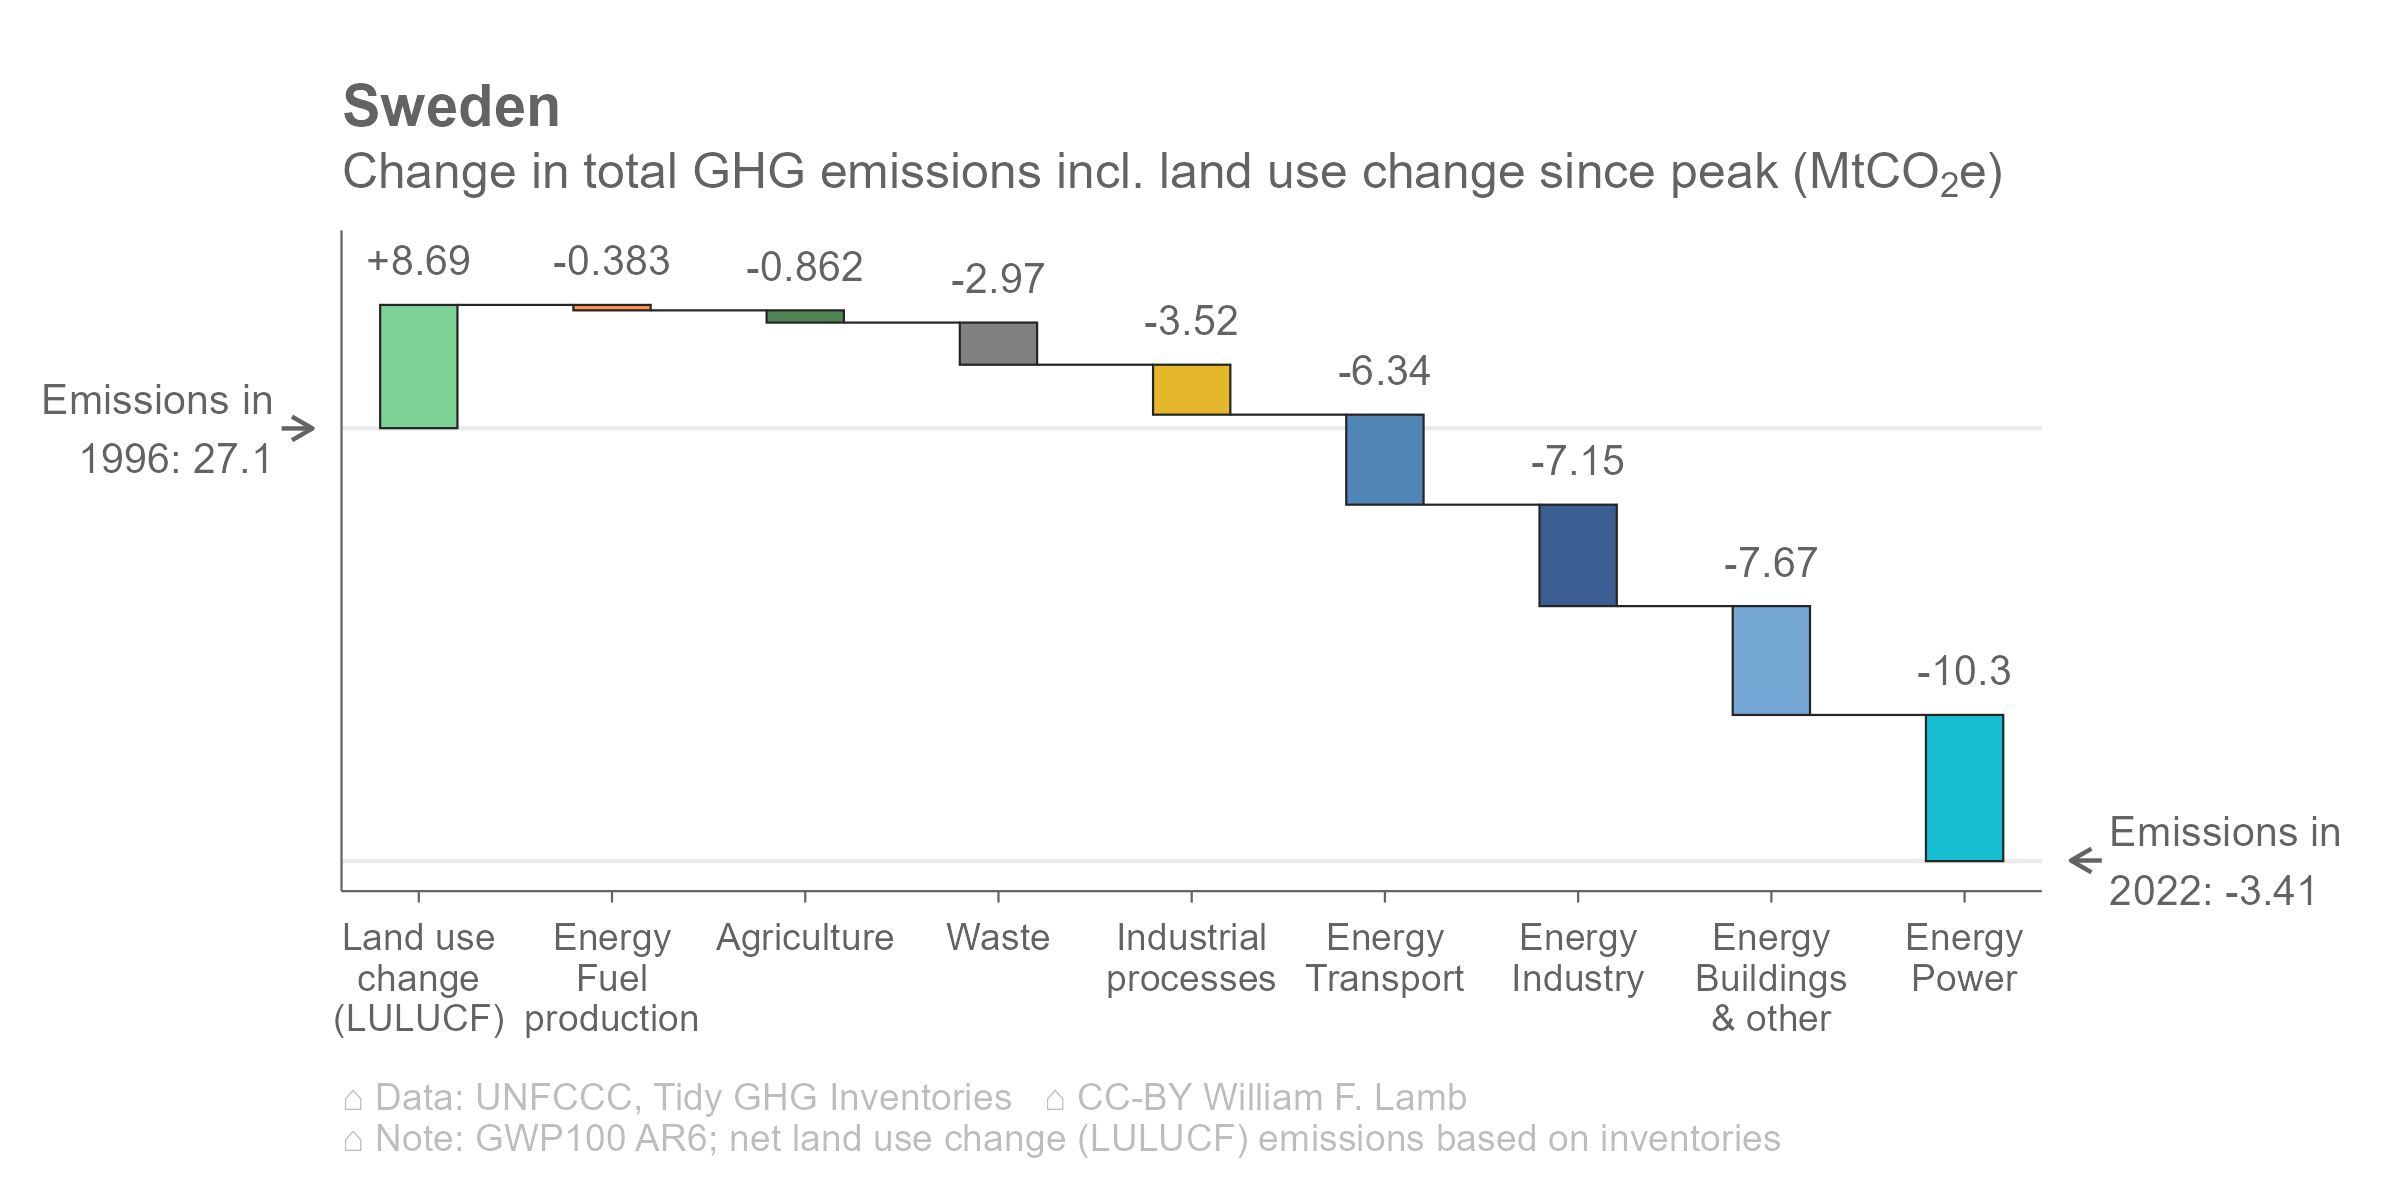 Sweden
Change in total GHG emissions incl. land use change since peak (MtCO₂e)
+8.69
-0.383
-0.862
-2.97
-3.52
-6.34
-7.15
-7.67
-10.3
Emissions in
1996: 27.1
Emissions in
2022: -3.41
Land use
change
(LULUCF)
Energy
Fuel
production
Agriculture
Waste
Industrial
processes
Energy
Transport
Energy
Industry
Energy
Buildings
& other
Energy
Power
⌂ Data: UNFCCC, Tidy GHG Inventories ⌂ CC-BY William F. Lamb
⌂ Note: GWP100 AR6; net land use change (LULUCF) emissions based on inventories